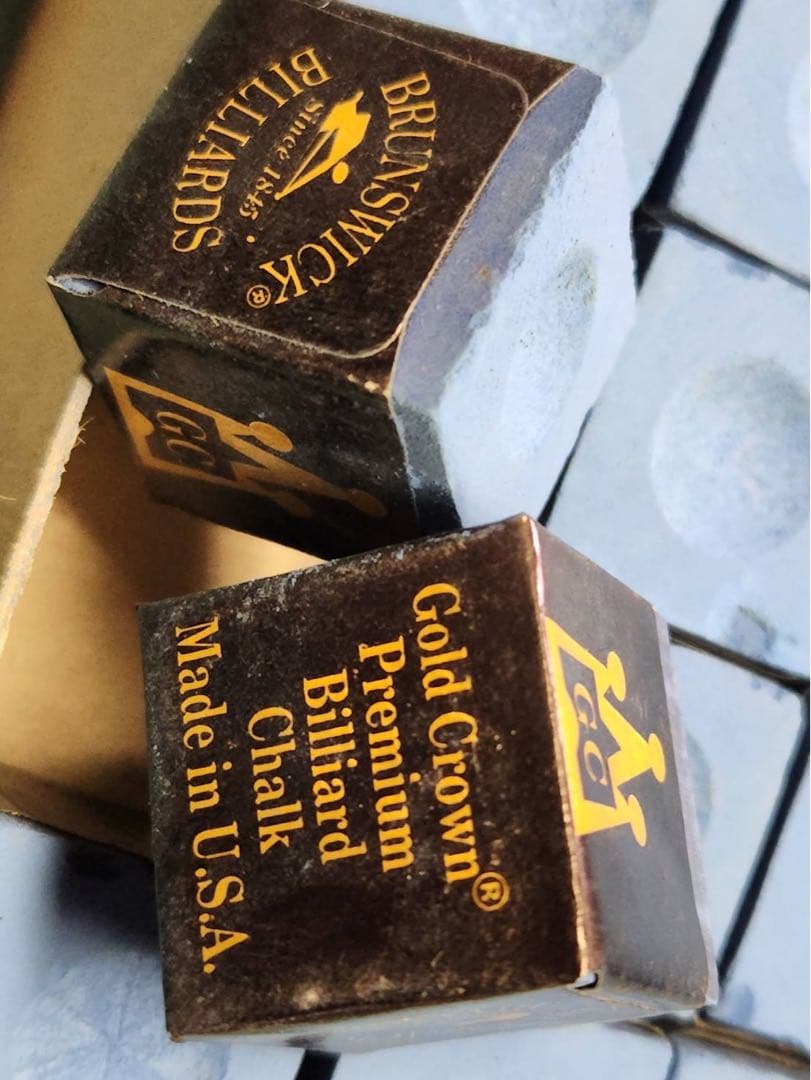 BRUNSWICK®
Since 1845
BILLIARDS
GC
Gold Crown®
Premium
Billiard
Chalk
Made in U.S.A.
GC